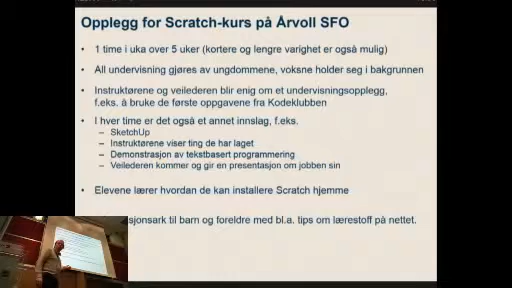 Opplegg for Scratch-kurs på Årvoll SFO
• 1 time i uka over 5 uker (kortere og lengre varighet er også mulig)
• All undervisning gjøres av ungdommene, voksne holder seg i bakgrunnen
• Instruktørene og veilederen blir enig om et undervisningsopplegg,
f.eks. å bruke de første oppgavene fra Kodeklubben
• I hver time er det også et annet innslag, f.eks.
– SketchUp
– Instruktørene viser ting de har laget
– Demonstrasjon av tekstbasert programmering
– Veilederen kommer og gir en presentasjon om jobben sin
• Elevene lærer hvordan de kan installere Scratch hjemme
sjonsark til barn og foreldre med bl.a. tips om lærestoff på nettet.